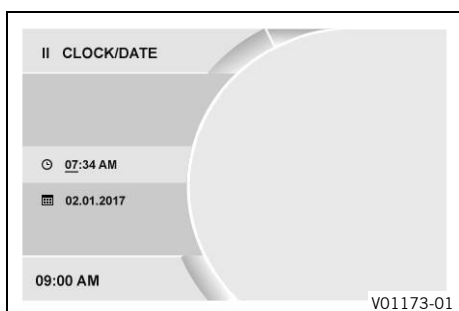 II CLOCK/DATE
07:34 AM
02.01.2017
09:00 AM
V01173-01